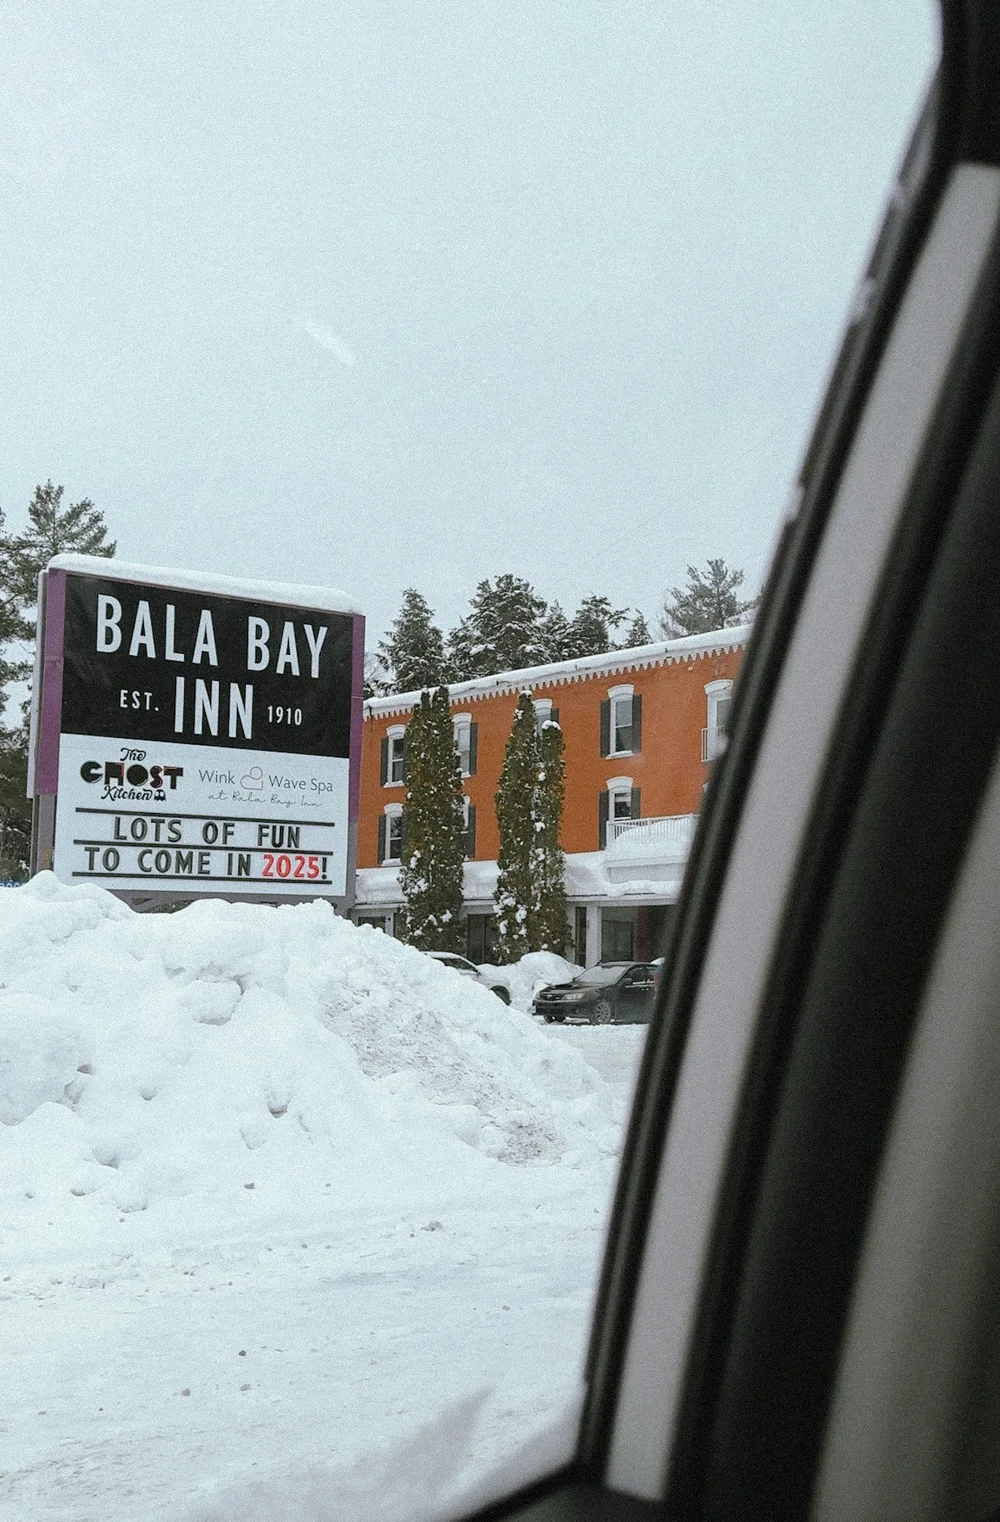 BALA BAY
EST. INN 1910
The
GHOST
Kitchen
Wink Wave Spa
at Bala Bay Inn
LOTS OF FUN
TO COME IN 2025!